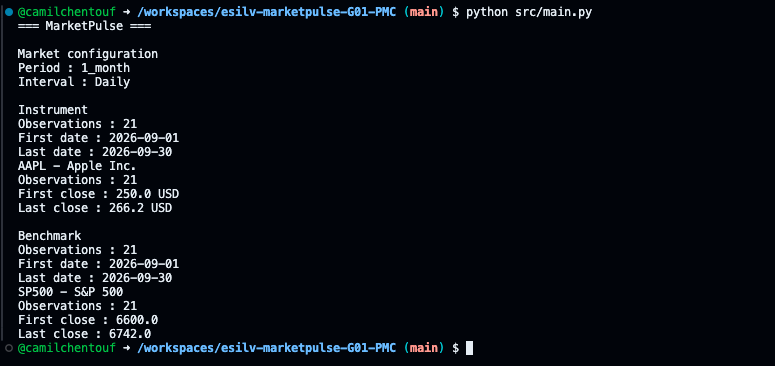 @camilchentouf → /workspaces/esilv-marketpulse-G01-PMC (main) $ python src/main.py
=== MarketPulse ===
Market configuration
Period : 1_month
Interval : Daily
Instrument
Observations : 21
First date : 2026-09-01
Last date : 2026-09-30
AAPL - Apple Inc.
Observations : 21
First close : 250.0 USD
Last close : 266.2 USD
Benchmark
Observations : 21
First date : 2026-09-01
Last date : 2026-09-30
SP500 - S&P 500
Observations : 21
First close : 6600.0
Last close : 6742.0
@camilchentouf → /workspaces/esilv-marketpulse-G01-PMC (main) $